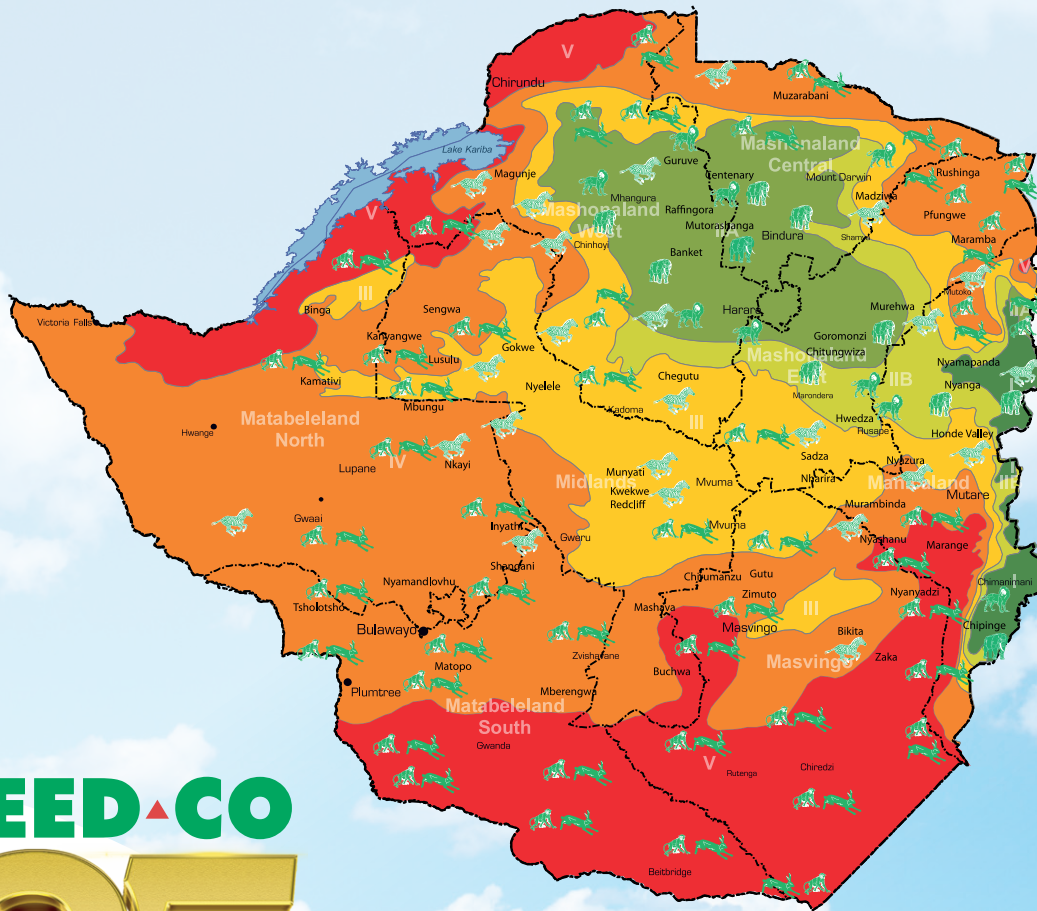 V
Chirundu
Muzarabani
Lake Kariba
Mashonaland
Central
Guruve
Magunje
Centenary
Mount Darwin
Rushinga
Mhangura
Madziwa
Mashonaland
West
Raffingora
Pfungwe
V
Mutorashanga
Bindura
Shamva
Maramba
Chinhoyi
Banket
V
III
Mutoko
Binga
Sengwa
Harare
Murehwa
Victoria Falls
Kanyangwe
Goromonzi
Lusulu
Gokwe
Mashonaland
East
Chitungwiza
Nyamapanda
Kamativi
Nyelele
Chegutu
IIB
Nyanga
I
Mbungu
Marondera
Kadoma
Hwedza
Matabeleland
North
III
Rusape
Honde Valley
Hwange
Sadza
Lupane
IV
Nkayi
Nyazura
Munyati
Midlands
Mvuma
Nharira
Manicaland
III
Kwekwe
Redcliff
Murambinda
Mutare
Gwaai
Inyathi
Mvuma
Gweru
Nyashanu
Marange
Shangani
Nyamandlovhu
Chivumanzu
Gutu
Chimanimani
I
Tsholotsho
Zimuto
Nyanyadzi
Mashava
III
Bulawayo
Masvingo
Bikita
Chipinge
Matopo
Zvishavane
Masvingo
Zaka
Buchwa
Plumtree
Mberengwa
Matabeleland
South
Gwanda
V
Rutenga
Chiredzi
EED CO
Beitbridge